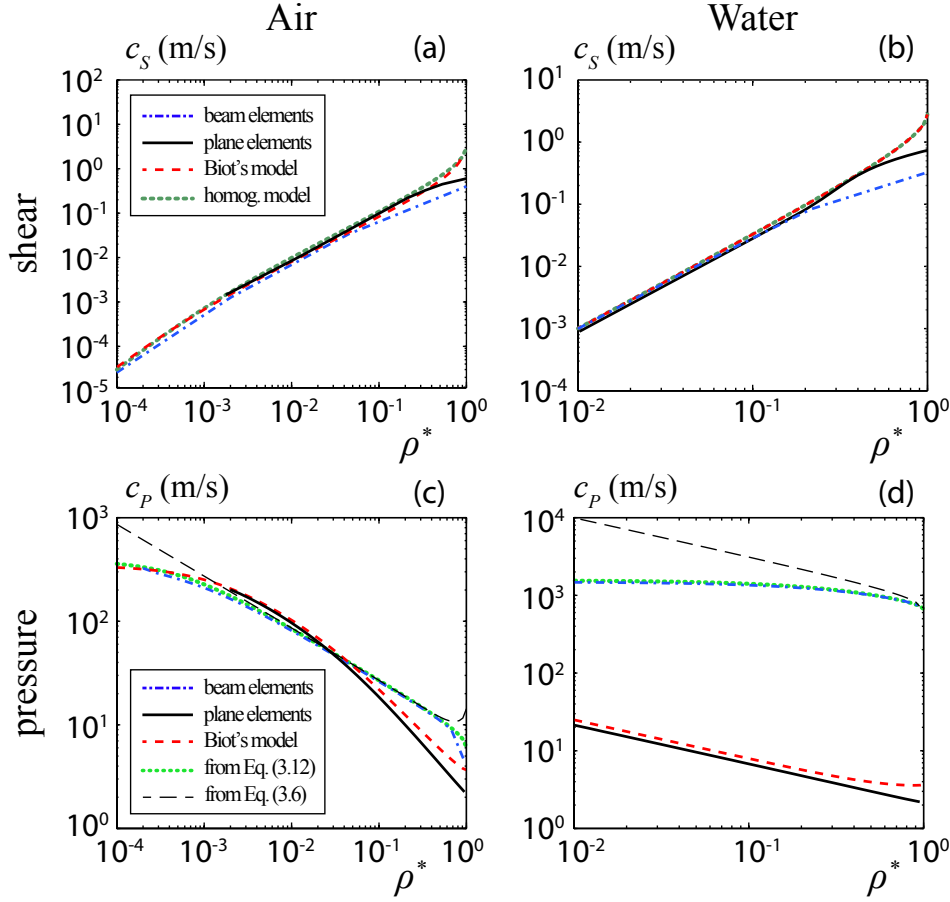 Air
Water
c_S (m/s)
(a)
c_S (m/s)
(b)
shear
10^2
10^1
10^0
10^-1
10^-2
10^-3
10^-4
10^-5
beam elements
plane elements
Biot's model
homog. model
10^-4
10^-3
10^-2
10^-1
10^0
ρ*
10^1
10^0
10^-1
10^-2
10^-3
10^-4
10^-2
10^-1
10^0
ρ*
c_P (m/s)
(c)
c_P (m/s)
(d)
pressure
10^3
10^2
10^1
10^0
beam elements
plane elements
Biot's model
from Eq. (3.12)
from Eq. (3.6)
10^-4
10^-3
10^-2
10^-1
10^0
ρ*
10^4
10^3
10^2
10^1
10^0
10^-2
10^-1
10^0
ρ*